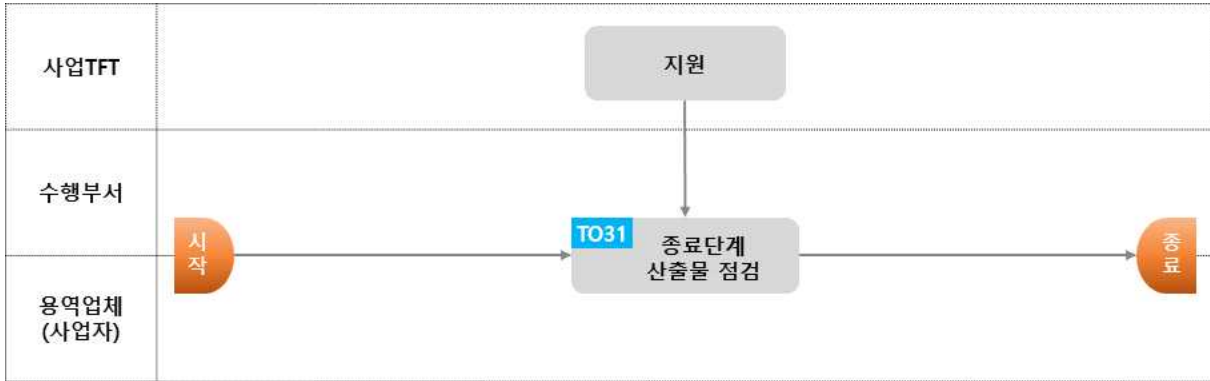 사업TFT
지원
수행부서
시
작
TO31
종료단계
산출물 점검
종
료
용역업체
(사업자)